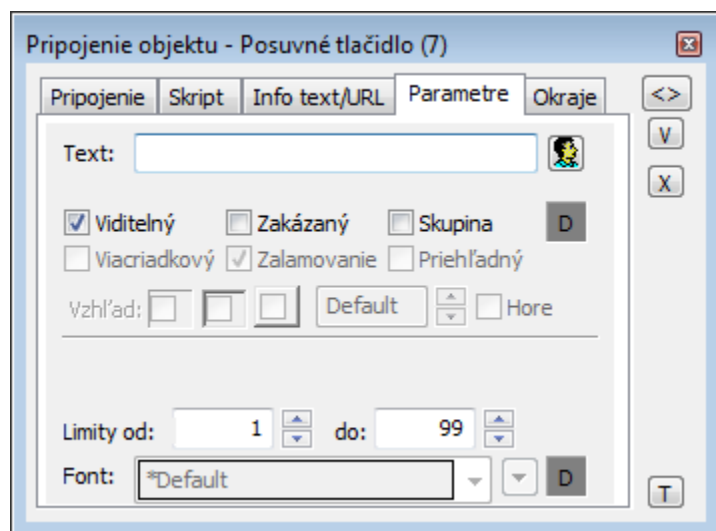 Pripojenie objektu - Posuvné tlačidlo (7)
Pripojenie Skript Info text/URL Parametre Okraje <>
Text: V
X
Viditelný Zakázaný Skupina D
Viacriadkový Zalamovanie Priehľadný
Vzhľad: Default Hore
Limity od: 1 do: 99
Font: *Default D
T